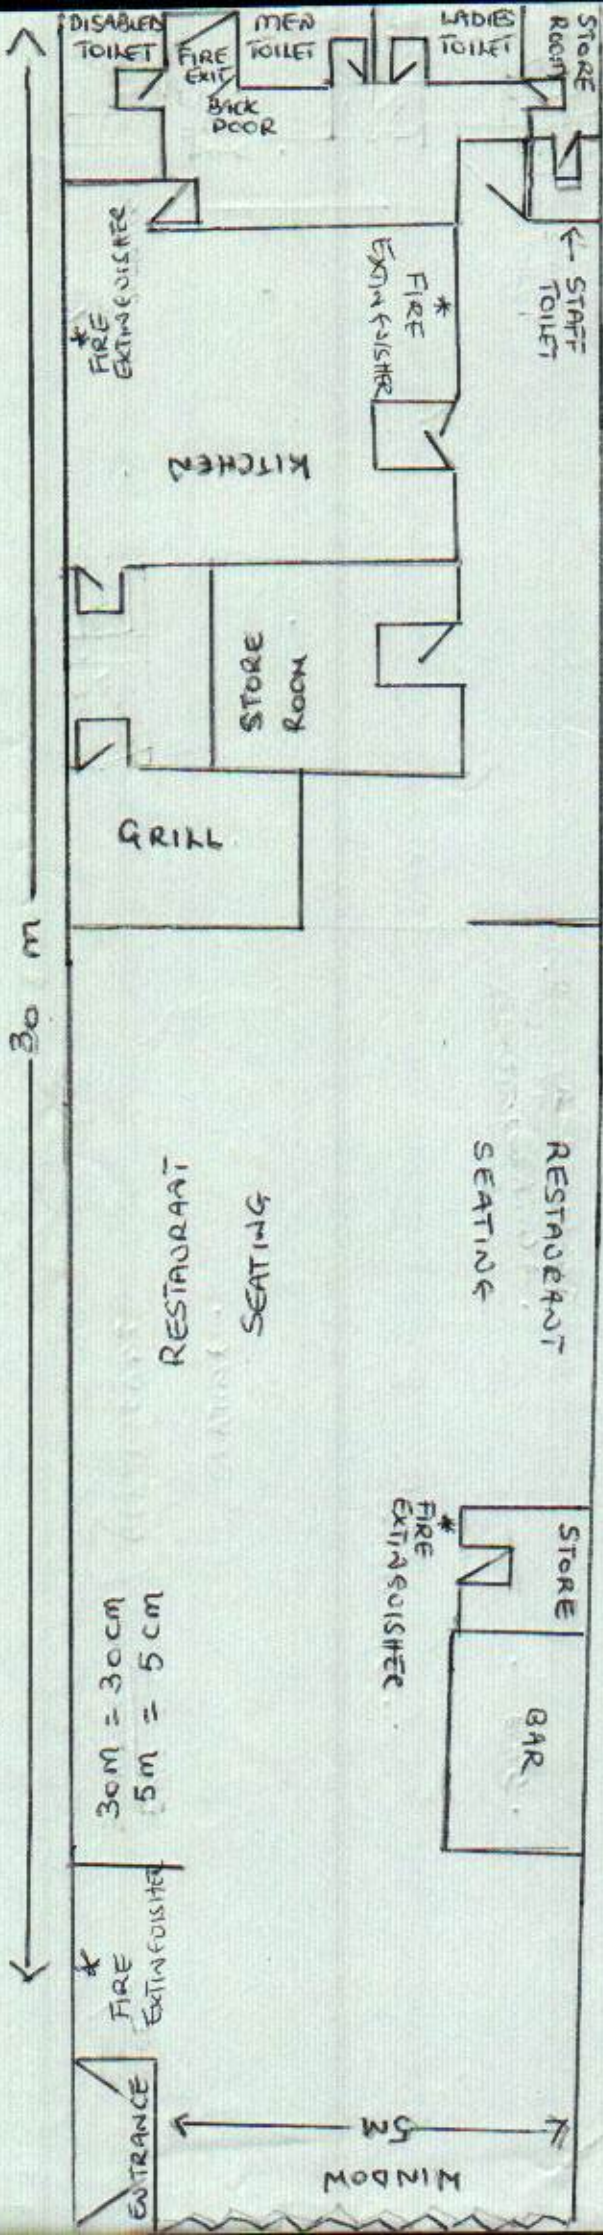 DISABLED
TOILET
FIRE
EXIT
BACK
DOOR
MEN
TOILET
LADIES
TOILET
STORE
ROOM
* FIRE
EXTINGUISHER
* FIRE
EXTINGUISHER
← STAFF
TOILET
KITCHEN
STORE
ROOM
GRILL
30 m
RESTAURAAT
SEATING
RESTAURANT
SEATING
* FIRE
EXTINGUISHER
STORE
BAR
30M = 30cm
5m = 5cm
* FIRE
EXTINGUISHER
ENTRANCE
5M
WINDOW